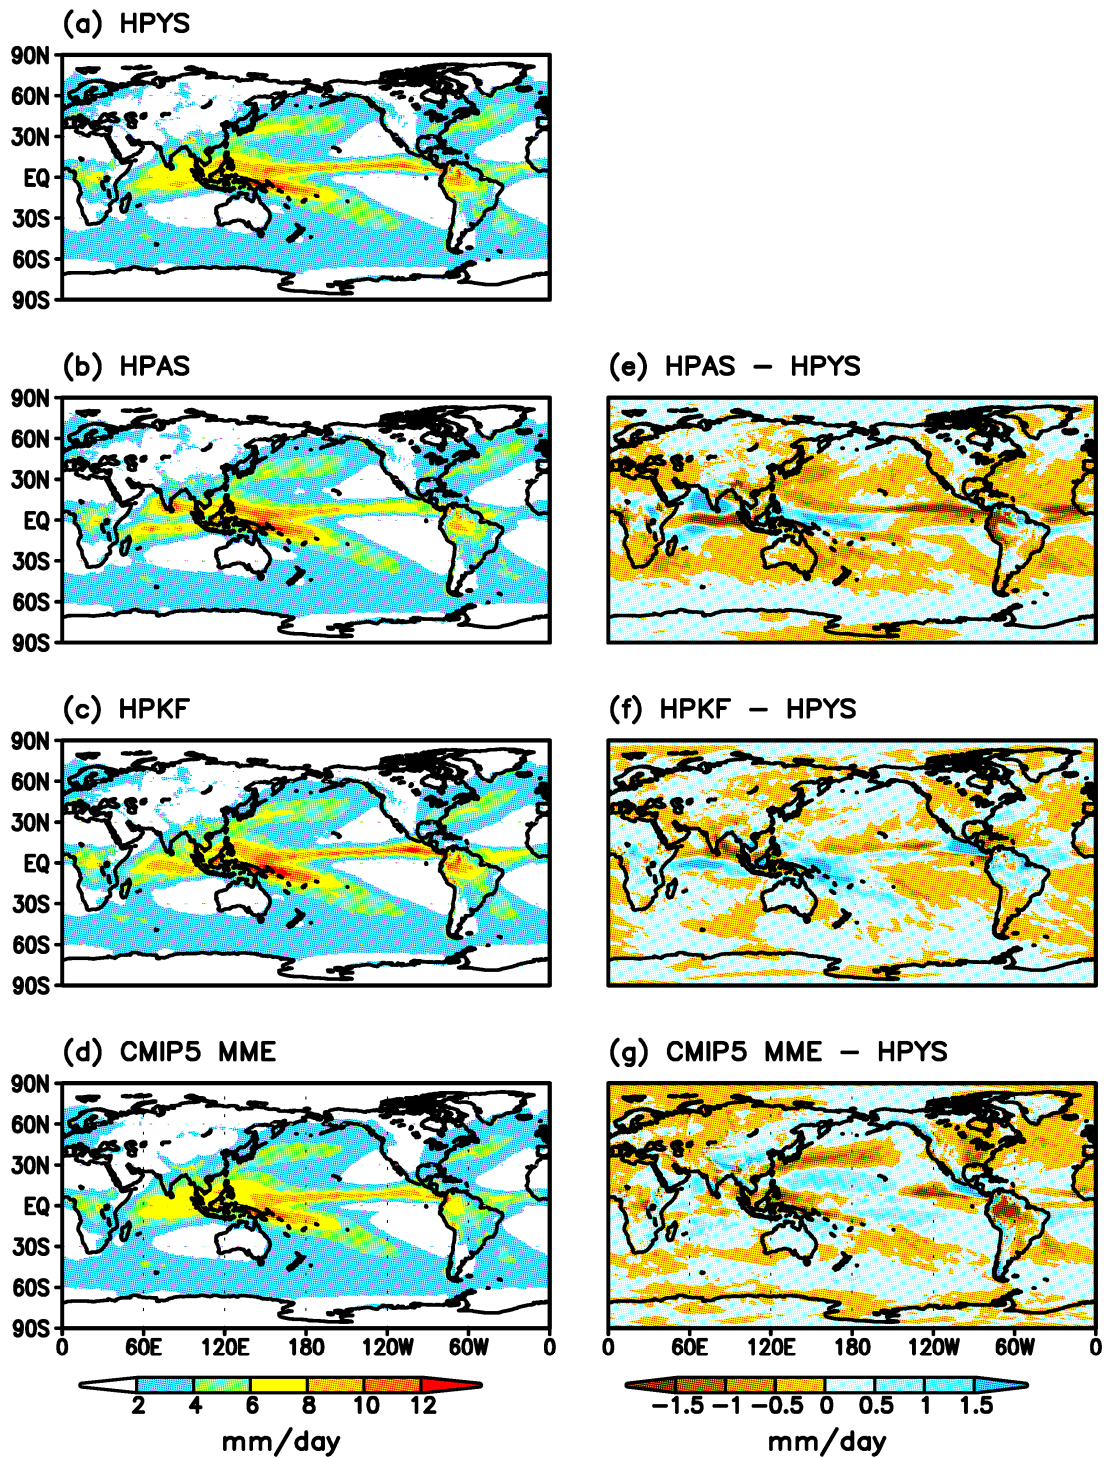 (a) HPYS
90N
60N
30N
EQ
30S
60S
90S
(b) HPAS
90N
60N
30N
EQ
30S
60S
90S
(e) HPAS − HPYS
(c) HPKF
90N
60N
30N
EQ
30S
60S
90S
(f) HPKF − HPYS
(d) CMIP5 MME
90N
60N
30N
EQ
30S
60S
90S
0 60E 120E 180 120W 60W 0
2 4 6 8 10 12
mm/day
(g) CMIP5 MME − HPYS
0 60E 120E 180 120W 60W 0
−1.5 −1 −0.5 0 0.5 1 1.5
mm/day